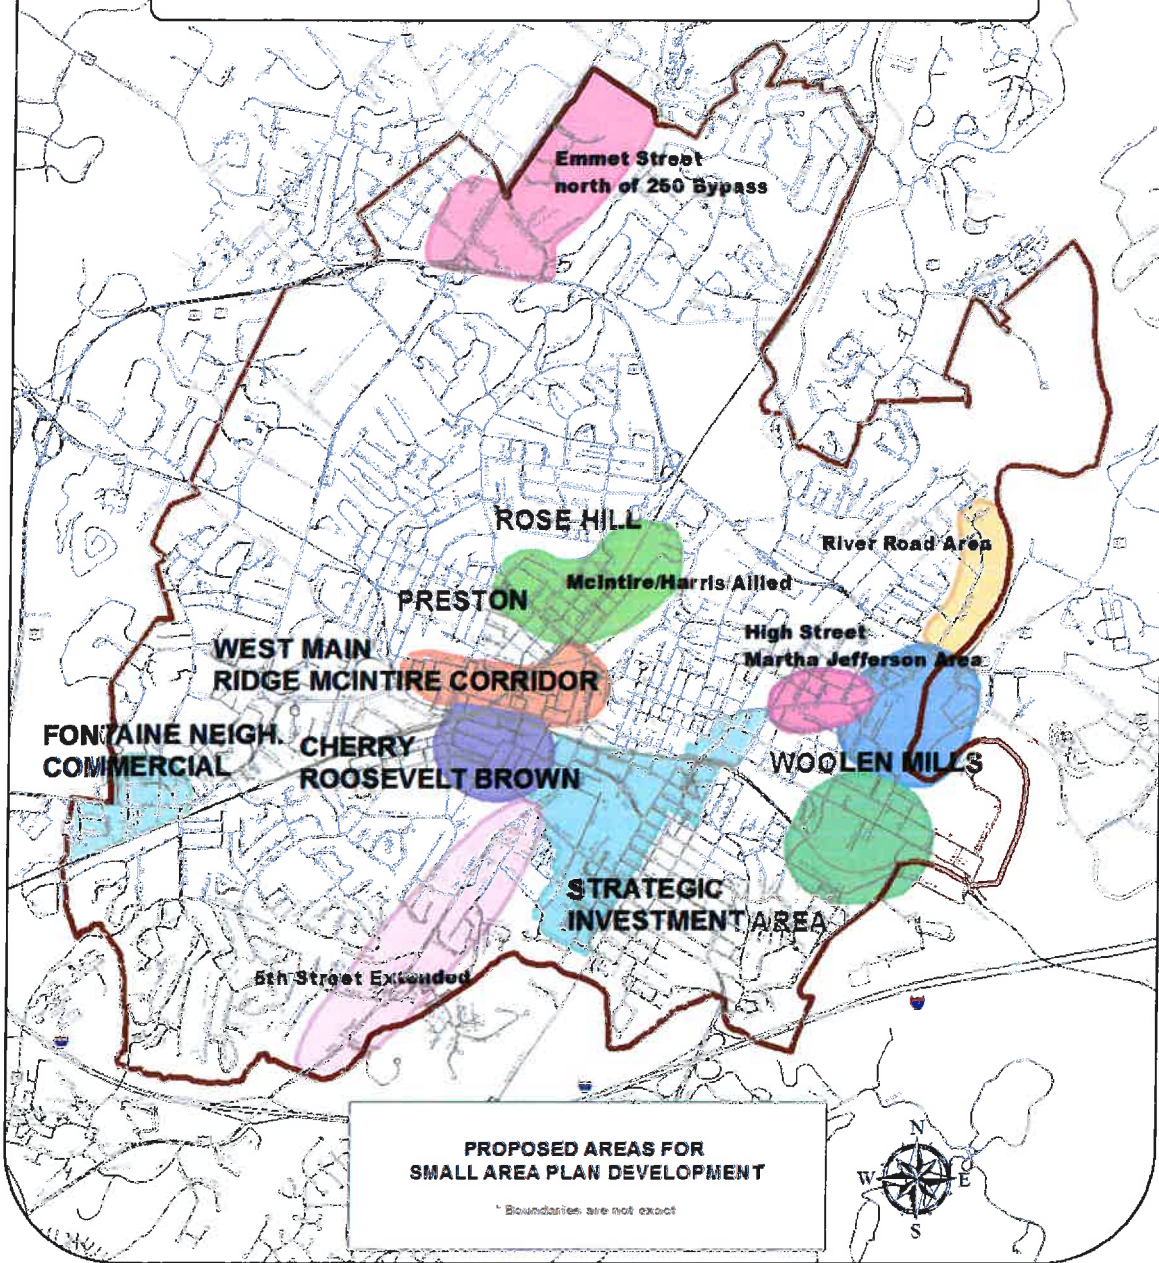 Emmet Street
north of 250 Bypass
ROSE HILL
River Road Area
McIntire/Harris Allied
PRESTON
High Street
Martha Jefferson Area
WEST MAIN
RIDGE MCINTIRE CORRIDOR
FONTAINE NEIGH.
COMMERCIAL
CHERRY
ROOSEVELT BROWN
WOOLEN MILLS
STRATEGIC
INVESTMENT AREA
5th Street Extended
PROPOSED AREAS FOR
SMALL AREA PLAN DEVELOPMENT
* Boundaries are not exact
N
W
E
S